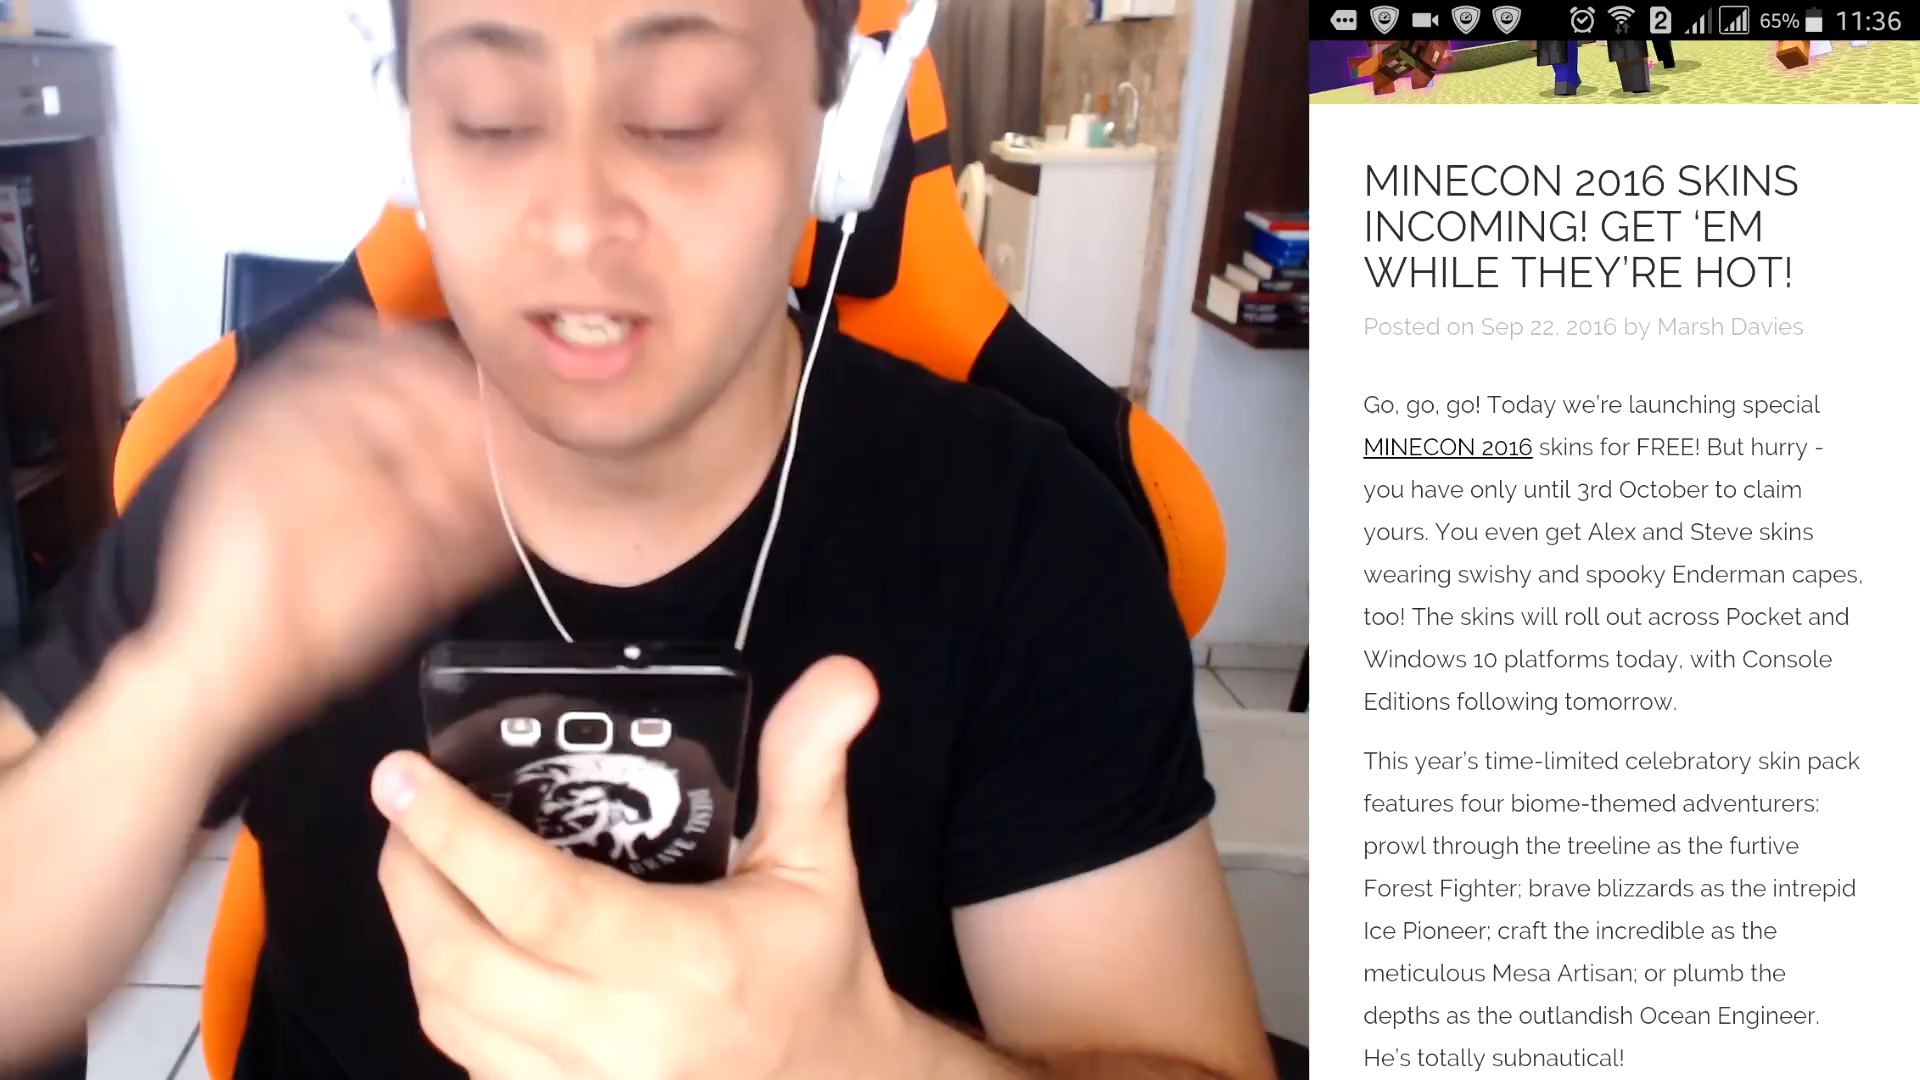 2 65% 11:36
MINECON 2016 SKINS
INCOMING! GET ‘EM
WHILE THEY’RE HOT!
Posted on Sep 22, 2016 by Marsh Davies
Go, go, go! Today we’re launching special
MINECON 2016 skins for FREE! But hurry -
you have only until 3rd October to claim
yours. You even get Alex and Steve skins
wearing swishy and spooky Enderman capes,
too! The skins will roll out across Pocket and
Windows 10 platforms today, with Console
Editions following tomorrow.
This year’s time-limited celebratory skin pack
features four biome-themed adventurers:
prowl through the treeline as the furtive
Forest Fighter; brave blizzards as the intrepid
Ice Pioneer; craft the incredible as the
meticulous Mesa Artisan; or plumb the
depths as the outlandish Ocean Engineer.
He’s totally subnautical!
DIESEL
BRAVE